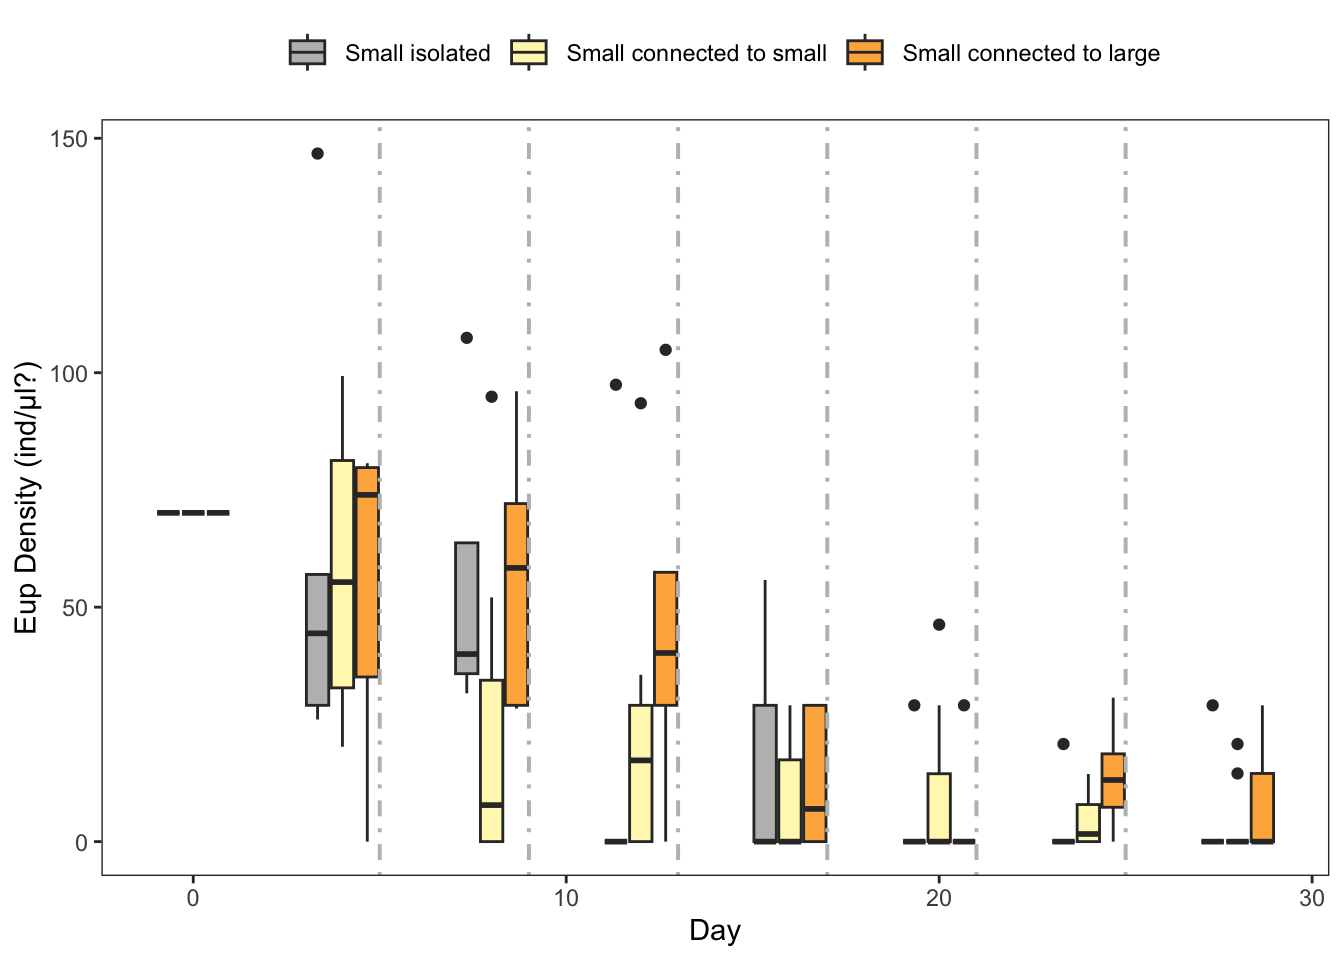 Small isolated Small connected to small Small connected to large
150
100
50
0
Eup Density (ind/μl?)
0 10 20 30
Day